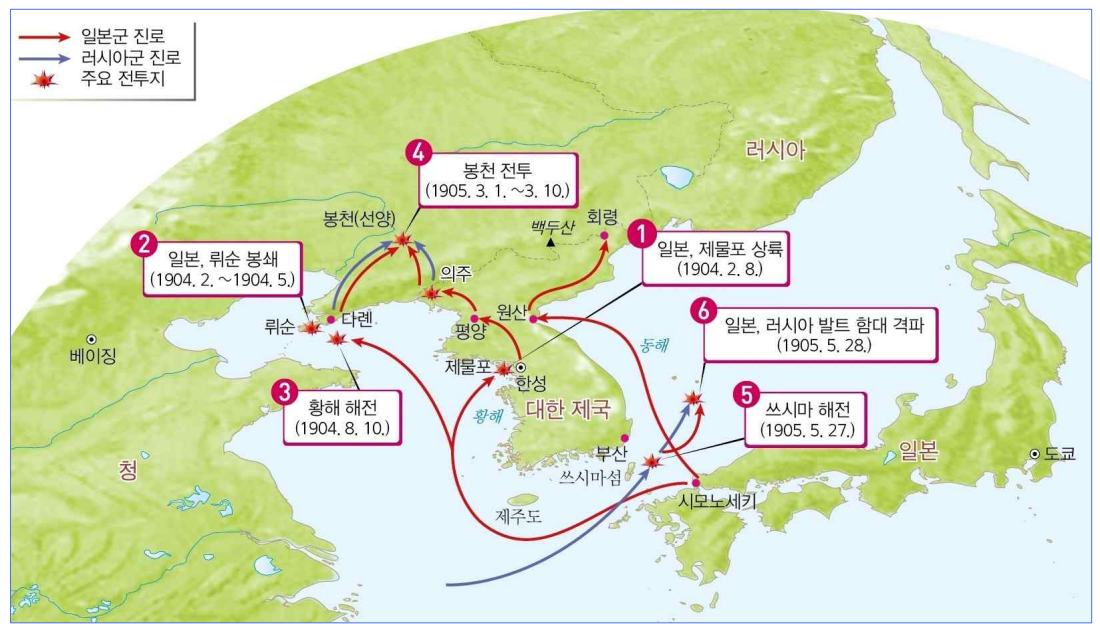 일본군 진로
러시아군 진로
주요 전투지
러시아
4
봉천 전투
(1905. 3. 1. ~3. 10.)
봉천(선양)
백두산
회령
1
일본, 제물포 상륙
(1904. 2. 8.)
2
일본, 뤼순 봉쇄
(1904. 2. ~1904. 5.)
의주
뤼순
다롄
평양
원산
동해
6
일본, 러시아 발트 함대 격파
(1905. 5. 28.)
베이징
제물포
한성
3
황해 해전
(1904. 8. 10.)
황해
대한 제국
5
쓰시마 해전
(1905. 5. 27.)
부산
일본
도쿄
청
쓰시마섬
시모노세키
제주도